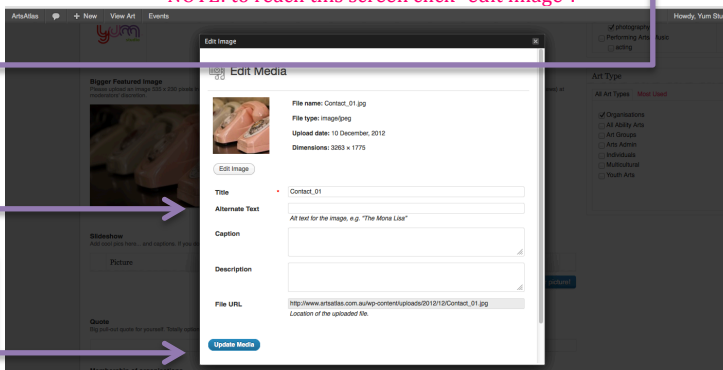 NOTE: to reach this screen click "edit image".
ArtsAtlas + New View Art Events Howdy, Yum Stu
yum
photography
Performing Arts Music
acting
Edit Image
Edit Media
Bigger Featured Image
Art Type
All Art Types Most Used
File name: Contact_01.jpg
File type: image/jpeg
Upload date: 10 December, 2012
Dimensions: 3263 × 1775
Organisations
All Ability Arts
Art Groups
Arts Admin
Individuals
Multicultural
Youth Arts
Edit Image
Title * Contact_01
Alternate Text
Alt text for the image, e.g. "The Mona Lisa"
Caption
Slideshow
Picture
Description
picture!
File URL http://www.artsatlas.com.au/wp-content/uploads/2012/12/Contact_01.jpg
Location of the uploaded file.
Quote
Update Media